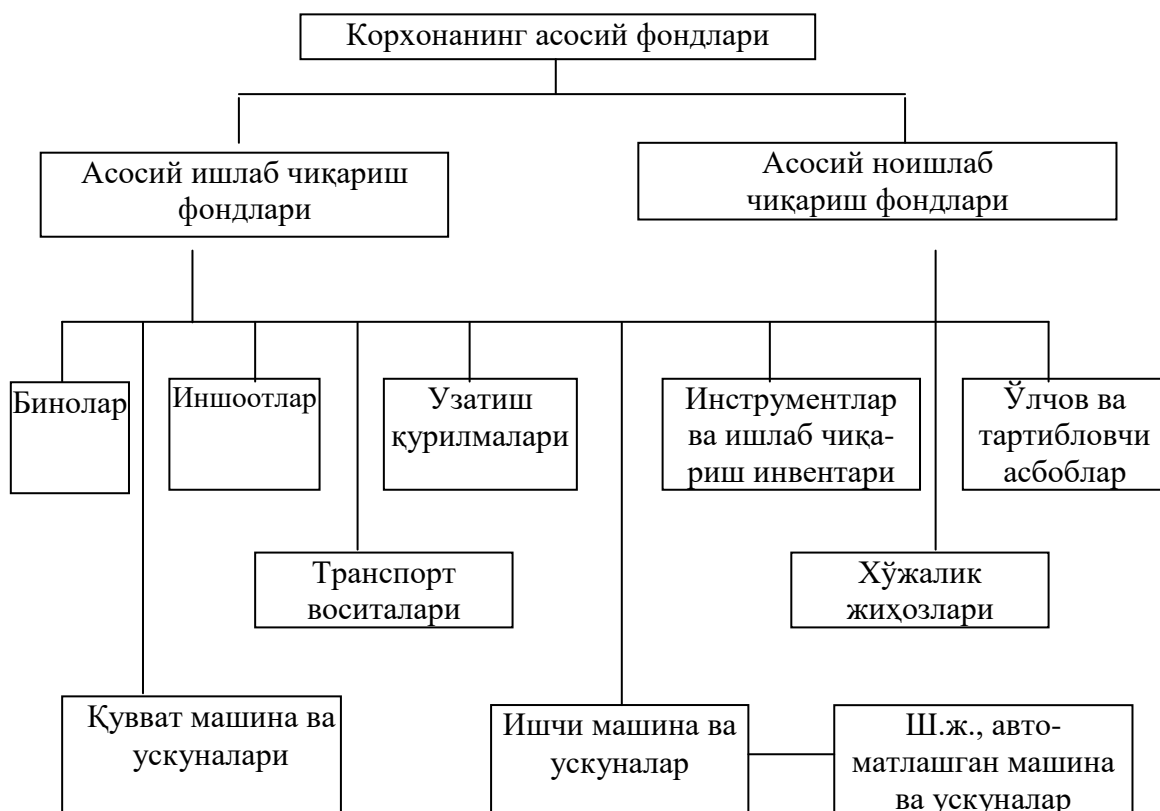 Корхонанинг асосий фондлари
Асосий ишлаб чиқариш
фондлари
Асосий ноишлаб
чиқариш фондлари
Бинолар
Иншоотлар
Узатиш
қурилмалари
Инструментлар
ва ишлаб чиқа-
риш инвентари
Ўлчов ва
тартибловчи
асбоблар
Транспорт
воситалари
Хўжалик
жиҳозлари
Қувват машина ва
ускуналари
Ишчи машина ва
ускуналар
Ш.ж., авто-
матлашган машина
ва ускуналар